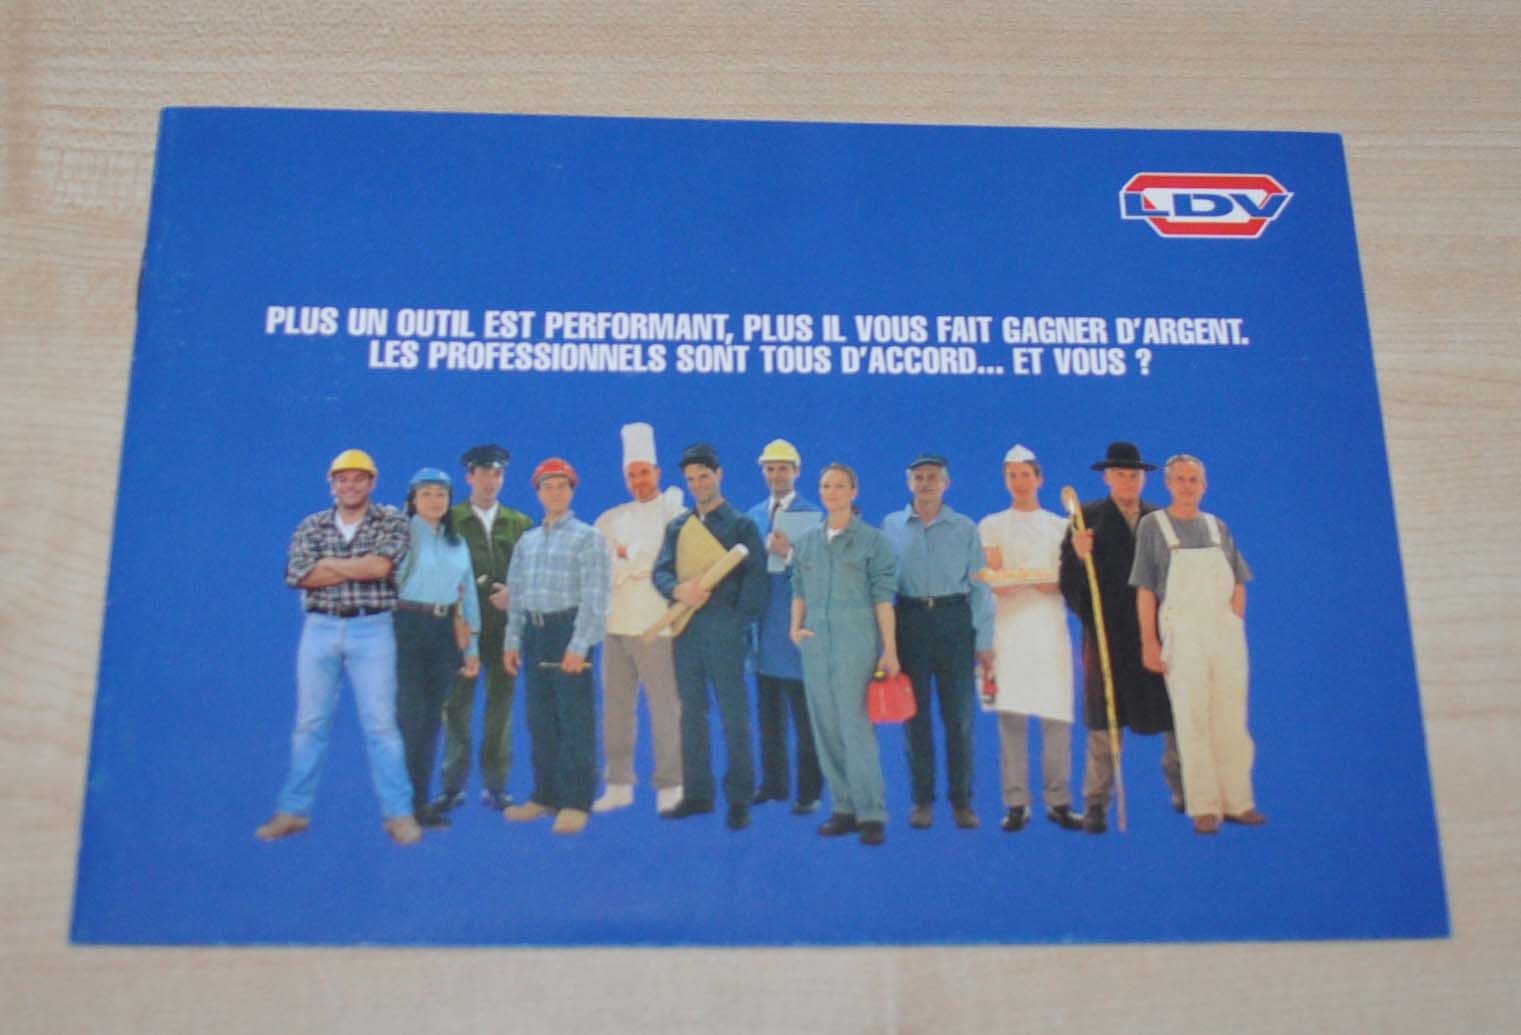 LDV
PLUS UN OUTIL EST PERFORMANT, PLUS IL VOUS FAIT GAGNER D'ARGENT.
LES PROFESSIONNELS SONT TOUS D'ACCORD... ET VOUS ?